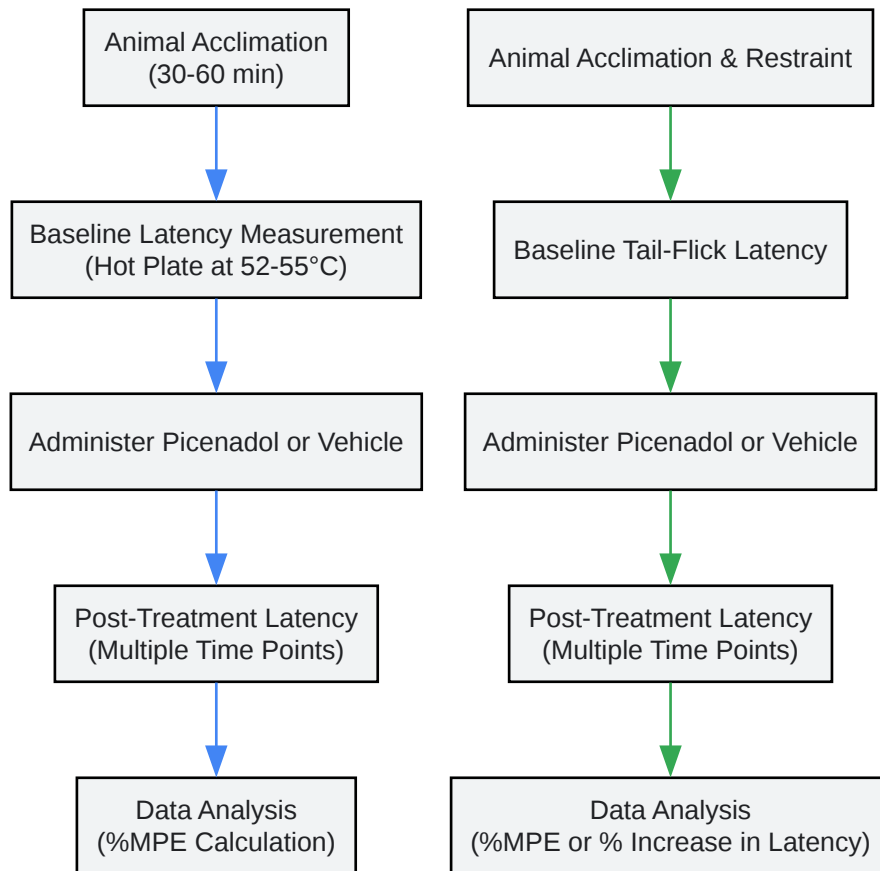 Animal Acclimation
(30-60 min)
Baseline Latency Measurement
(Hot Plate at 52-55°C)
Administer Picenadol or Vehicle
Post-Treatment Latency
(Multiple Time Points)
Data Analysis
(%MPE Calculation)
Animal Acclimation & Restraint
Baseline Tail-Flick Latency
Administer Picenadol or Vehicle
Post-Treatment Latency
(Multiple Time Points)
Data Analysis
(%MPE or % Increase in Latency)